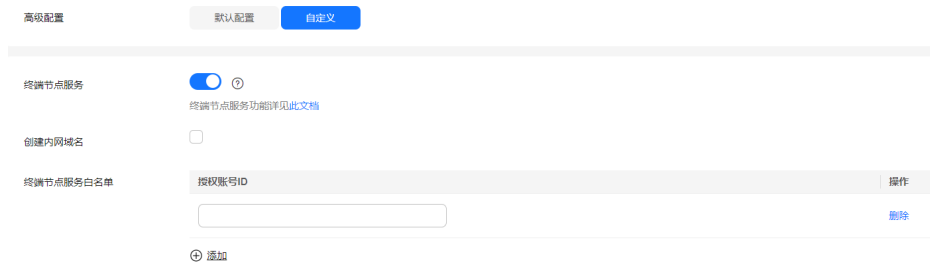 高级配置 默认配置 自定义
终端节点服务
终端节点服务功能详见此文档
创建内网域名
终端节点服务白名单 授权账号ID 操作
删除
添加